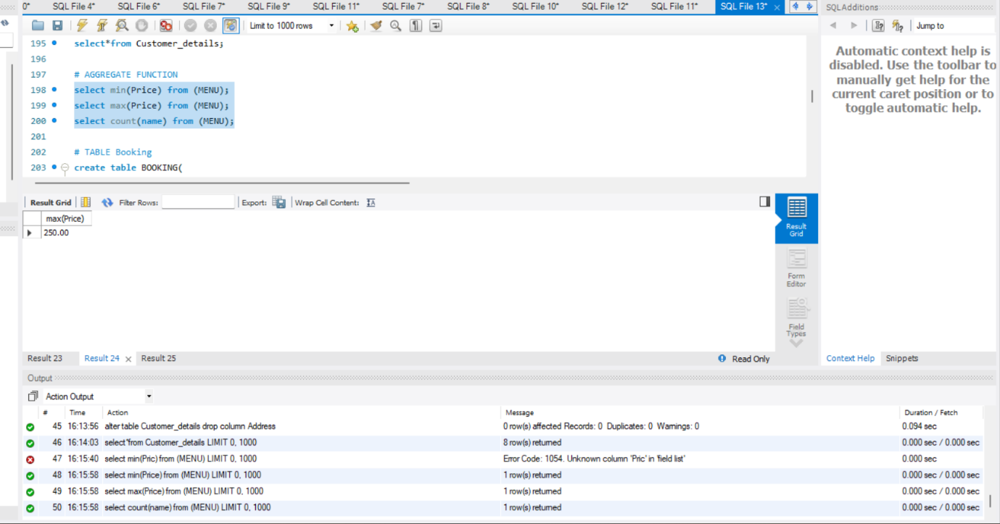 0* SQL File 4* SQL File 6* SQL File 7* SQL File 9* SQL File 11* SQL File 7* SQL File 8* SQL File 10* SQL File 12* SQL File 11* SQL File 13* ×
SQLAdditions
Limit to 1000 rows
Jump to
195 select*from Customer_details;
196
197 # AGGREGATE FUNCTION
198 select min(Price) from (MENU);
199 select max(Price) from (MENU);
200 select count(name) from (MENU);
201
202 # TABLE Booking
203 create table BOOKING(
Automatic context help is
disabled. Use the toolbar to
manually get help for the
current caret position or to
toggle automatic help.
Result Grid Filter Rows: Export: Wrap Cell Content:
max(Price)
250.00
Result
Grid
Form
Editor
Field
Types
Result 23 Result 24 × Result 25 Read Only
Context Help Snippets
Output
Action Output
# Time Action Message Duration / Fetch
45 16:13:56 alter table Customer_details drop column Address 0 row(s) affected Records: 0 Duplicates: 0 Warnings: 0 0.094 sec
46 16:14:03 select*from Customer_details LIMIT 0, 1000 8 row(s) returned 0.000 sec / 0.000 sec
47 16:15:40 select min(Pric) from (MENU) LIMIT 0, 1000 Error Code: 1054. Unknown column 'Pric' in 'field list' 0.000 sec
48 16:15:58 select min(Price) from (MENU) LIMIT 0, 1000 1 row(s) returned 0.000 sec / 0.000 sec
49 16:15:58 select max(Price) from (MENU) LIMIT 0, 1000 1 row(s) returned 0.000 sec / 0.000 sec
50 16:15:58 select count(name) from (MENU) LIMIT 0, 1000 1 row(s) returned 0.000 sec / 0.000 sec